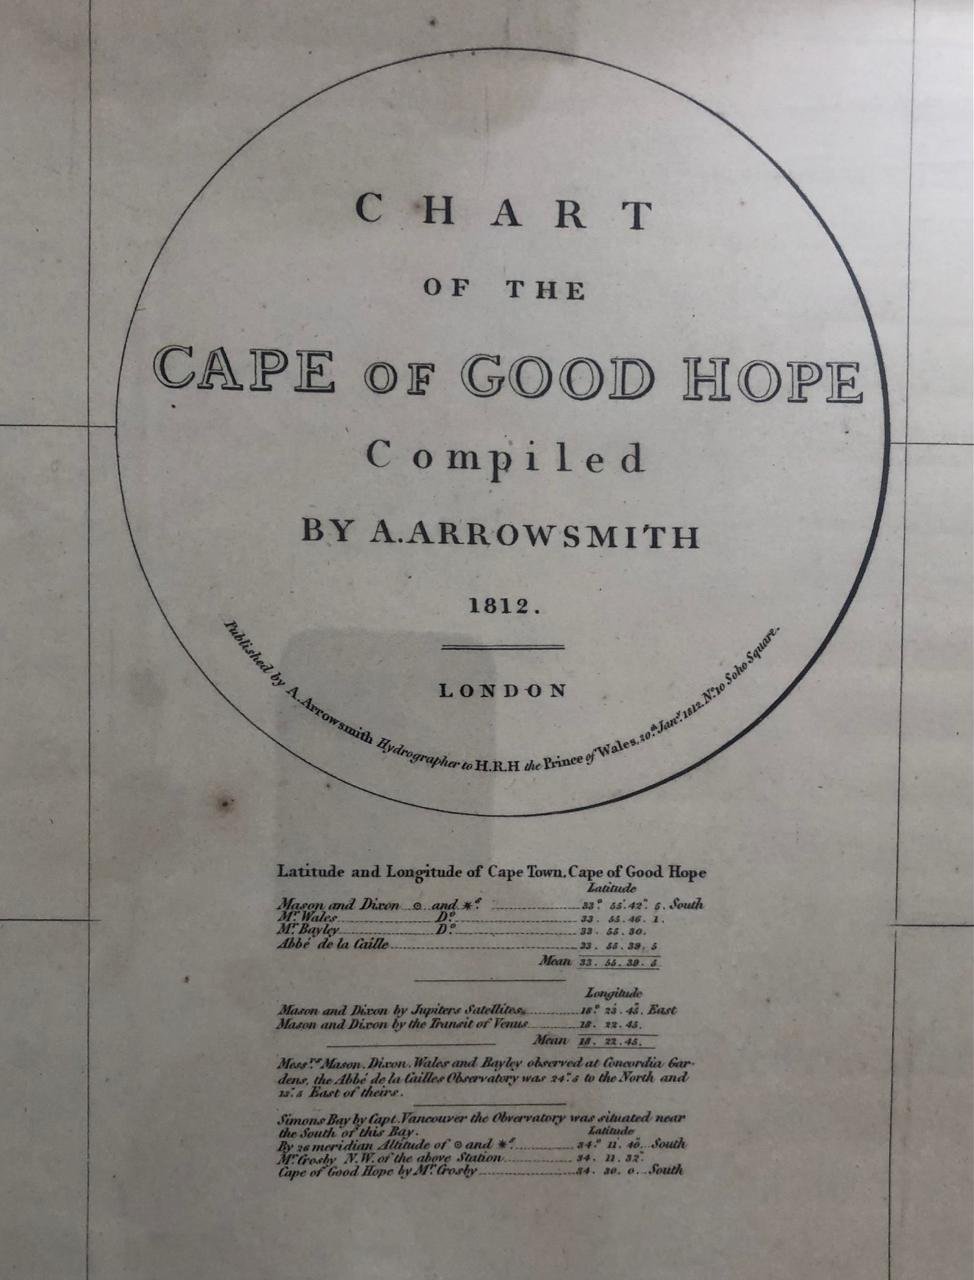 CHART
OF THE
CAPE OF GOOD HOPE
Compiled
BY A. ARROWSMITH
1812.
LONDON
Published by A. Arrowsmith Hydrographer to H.R.H the Prince of Wales. 20th Jany. 1812. No. 10 Soho Square.
Latitude and Longitude of Cape Town. Cape of Good Hope
Latitude
Mason and Dixon ☉ and *s 33° 55' 42" 5. South
Mr. Wales Do. 33. 55. 46. 1.
Mr. Bayley Do. 33. 55. 30.
Abbé de la Caille 33. 55. 39. 5
Mean 33. 55. 39. 5
Longitude
Mason and Dixon by Jupiters Satellites 18° 23' 45" East
Mason and Dixon by the Transit of Venus 18. 22. 45.
Mean 18. 22. 45.
Messrs Mason. Dixon. Wales and Bayley observed at Concordia Gar-
dens, the Abbé de la Cailles Observatory was 24". 5 to the North and
12". 5 East of theirs.
Simons Bay by Capt. Vancouver the Observatory was situated near
the South of this Bay.
Latitude
By 26 meridian Altitude of ☉ and *s 34° 11' 40" South
Mr. Crosby N.W. of the above Station 34. 11. 32"
Cape of Good Hope by Mr. Crosby 34. 30. 0. South